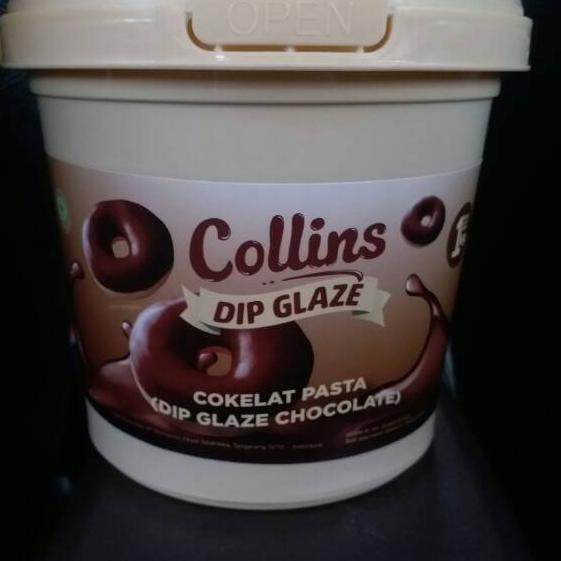 OPEN
Collins
DIP GLAZE
COKELAT PASTA
(DIP GLAZE CHOCOLATE)